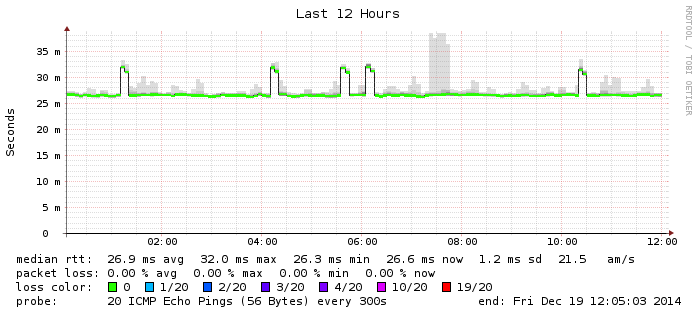 Last 12 Hours
RRDTOOL / TOBI OETIKER
Seconds
35 m
30 m
25 m
20 m
15 m
10 m
5 m
0
02:00 04:00 06:00 08:00 10:00 12:00
median rtt: 26.9 ms avg 32.0 ms max 26.3 ms min 26.6 ms now 1.2 ms sd 21.5 am/s
packet loss: 0.00 % avg 0.00 % max 0.00 % min 0.00 % now
loss color: 0 1/20 2/20 3/20 4/20 10/20 19/20
probe: 20 ICMP Echo Pings (56 Bytes) every 300s end: Fri Dec 19 12:05:03 2014